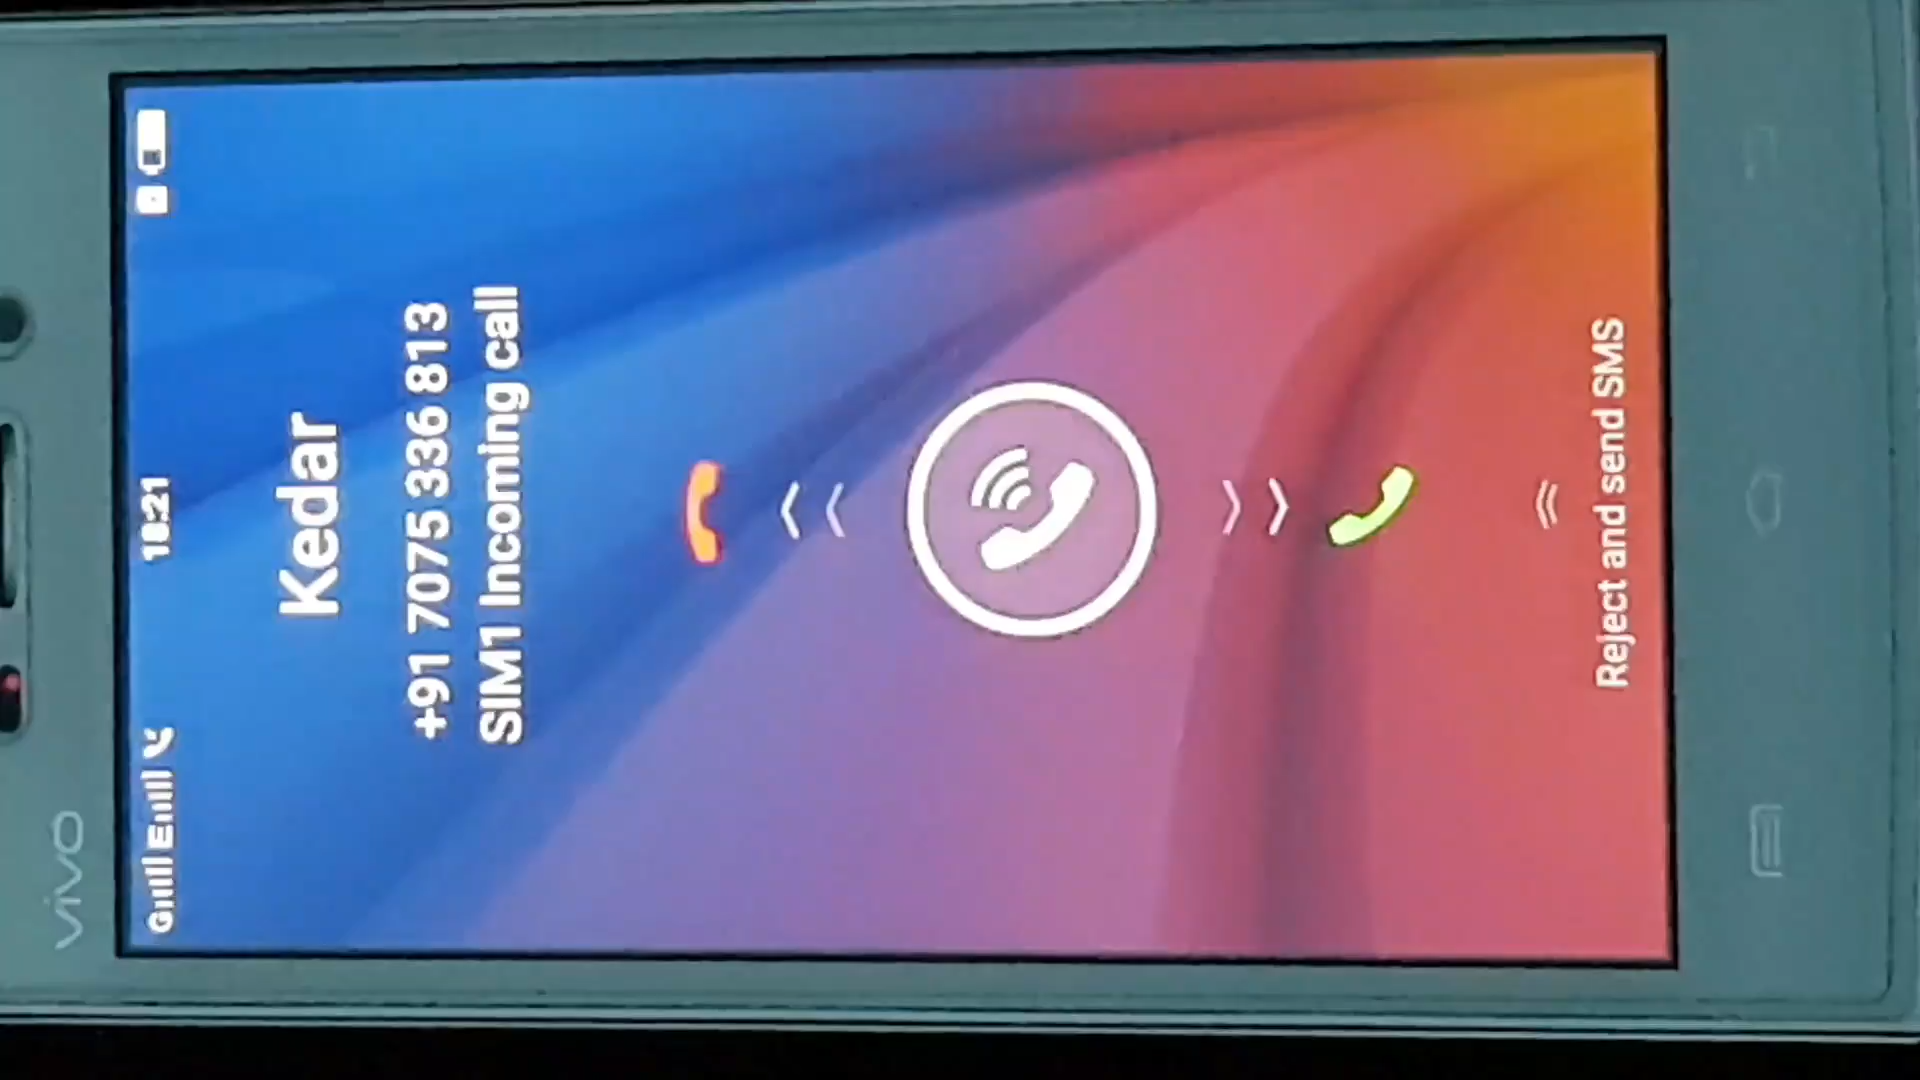 vivo
G E 18:21
Kedar
+91 7075 336 813
SIM1 Incoming call
Reject and send SMS